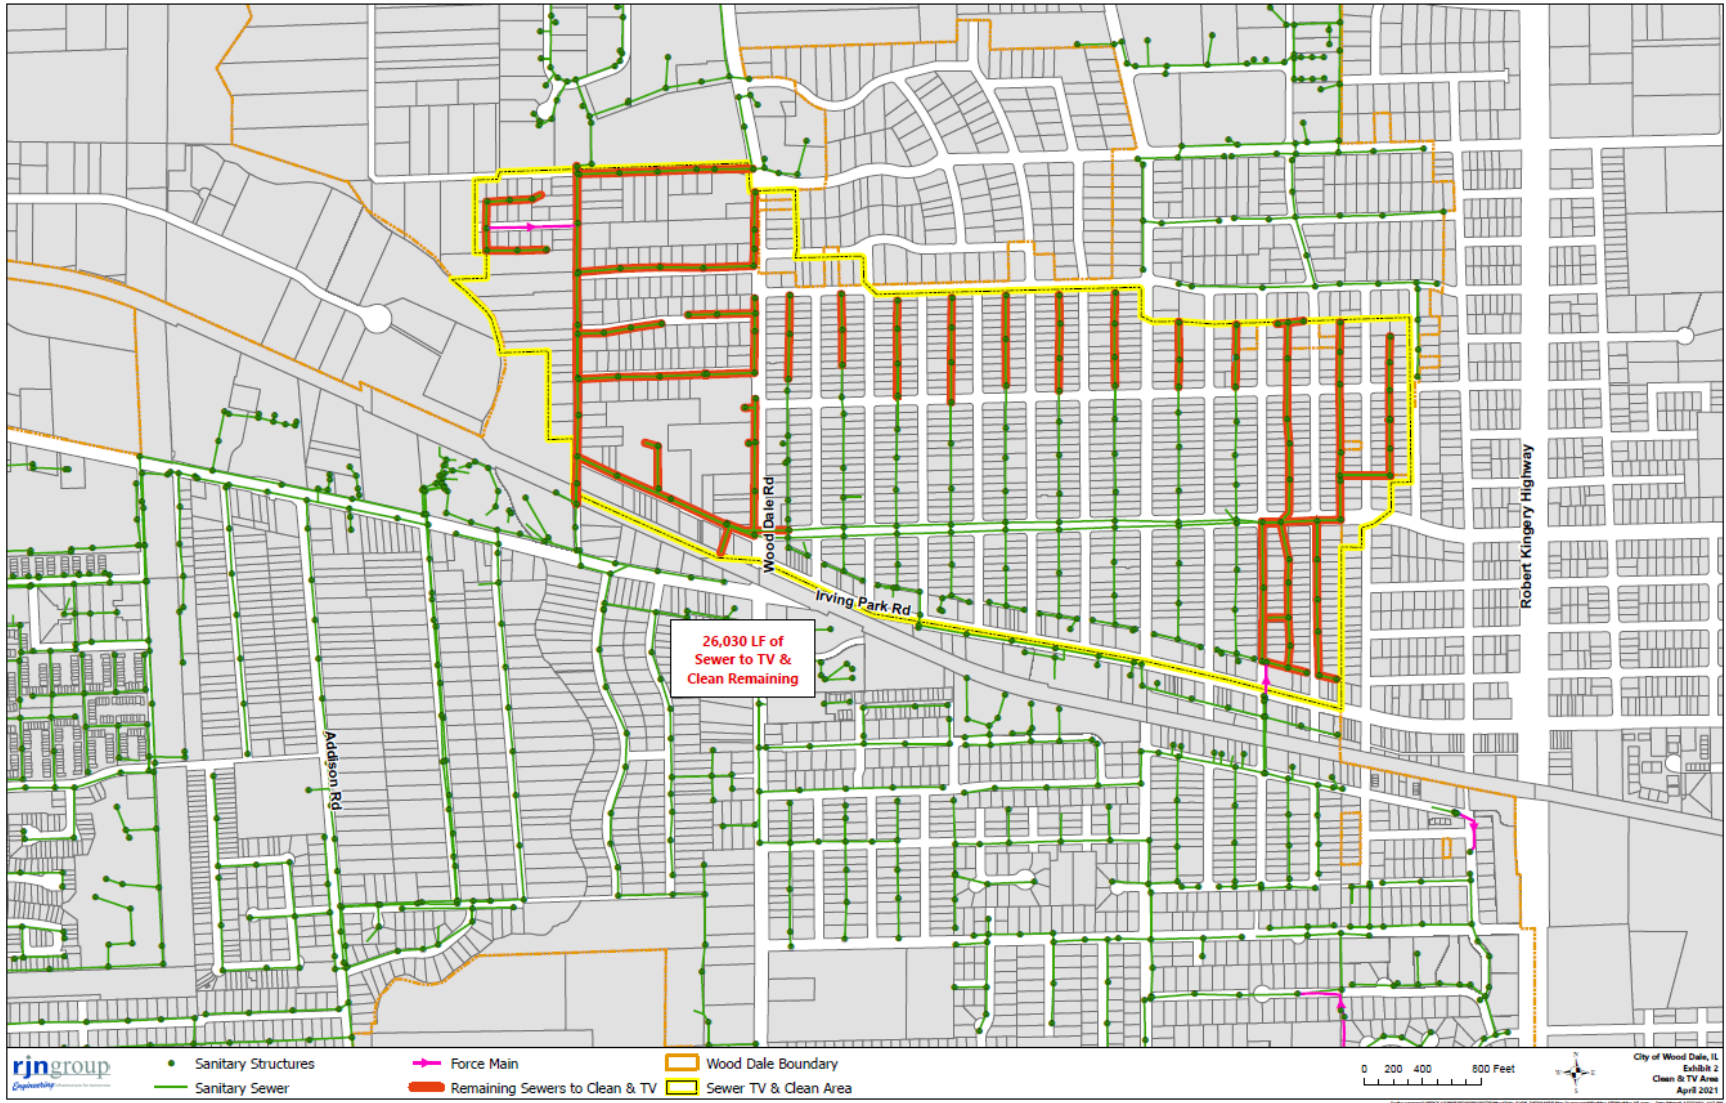 Wood Dale Rd
Irving Park Rd
Robert Kingery Highway
Addison Rd
26,030 LF of
Sewer to TV &
Clean Remaining
rjngroup
Engineering
Sanitary Structures
Sanitary Sewer
Force Main
Remaining Sewers to Clean & TV
Wood Dale Boundary
Sewer TV & Clean Area
0 200 400 800 Feet
N
W E
S
City of Wood Dale, IL
Exhibit 2
Clean & TV Area
April 2021